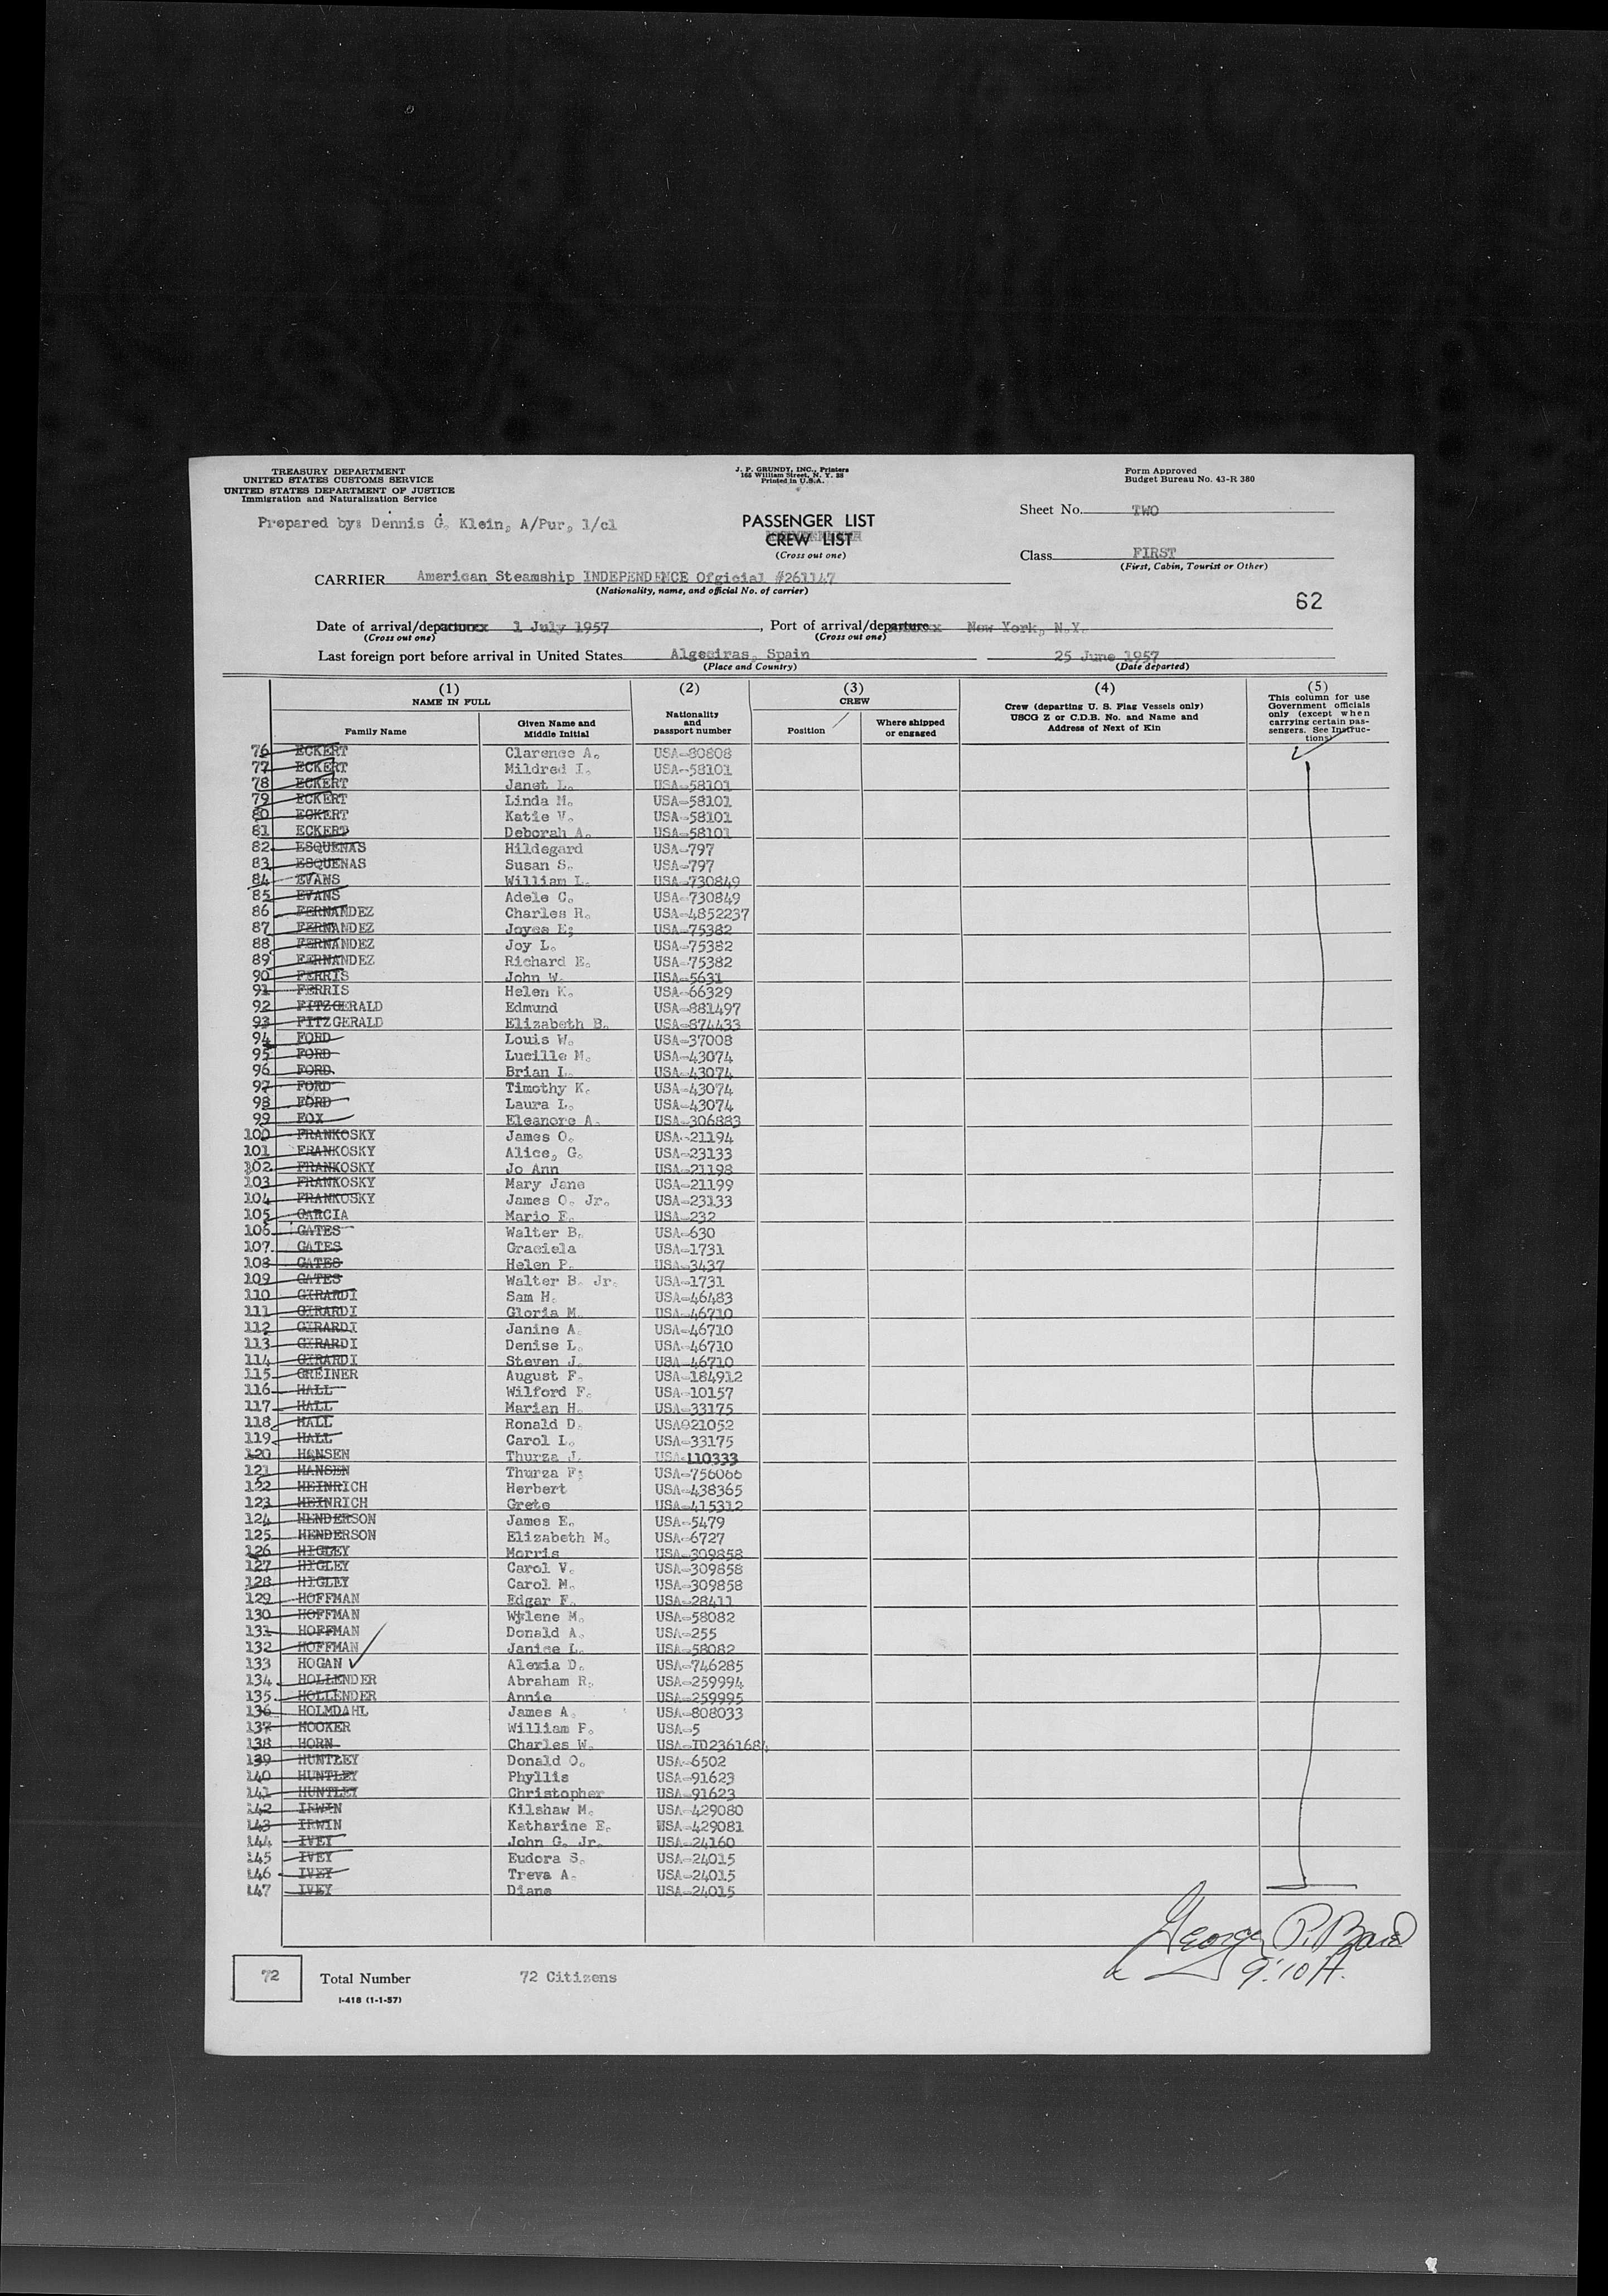 TREASURY DEPARTMENT
UNITED STATES CUSTOMS SERVICE
UNITED STATES DEPARTMENT OF JUSTICE
Immigration and Naturalization Service
J. P. GRUNDY, INC., Printers
165 William Street, N. Y. 38
Printed in U.S.A.
Form Approved
Budget Bureau No. 43-R 380
Prepared by: Dennis G. Klein, A/Pur, 1/cl
PASSENGER LIST
CREW LIST
(Cross out one)
Sheet No. TWO
Class FIRST
(First, Cabin, Tourist or Other)
CARRIER American Steamship INDEPENDENCE Ofgicial #261147
(Nationality, name, and official No. of carrier)
62
Date of arrival/departure 1 July 1957, Port of arrival/departure New York, N.Y.
(Cross out one) (Cross out one)
Last foreign port before arrival in United States Algeciras, Spain 25 June 1957
(Place and Country) (Date departed)
(1) NAME IN FULL
Family Name
Given Name and Middle Initial
(2) Nationality and passport number
(3) CREW
Position
Where shipped or engaged
(4) Crew (departing U. S. Flag Vessels only) USCG Z or C.D.B. No. and Name and Address of Next of Kin
(5) This column for use Government officials only (except when carrying certain passengers. See Instructions)
76 ECKERT Clarence A. USA-80808
77 ECKERT Mildred I. USA-58101
78 ECKERT Janet L. USA-58101
79 ECKERT Linda M. USA-58101
80 ECKERT Katie V. USA-58101
81 ECKERT Deborah A. USA-58101
82 ESQUENAS Hildegard USA-797
83 ESQUENAS Susan S. USA-797
84 EVANS William L. USA-730849
85 EVANS Adele C. USA-730849
86 FERNANDEZ Charles R. USA-4852237
87 FERNANDEZ Joyce E. USA-75382
88 FERNANDEZ Joy L. USA-75382
89 FERNANDEZ Richard E. USA-75382
90 FERRIS John W. USA-5631
91 FERRIS Helen K. USA-66329
92 FITZGERALD Edmund USA-881497
93 FITZGERALD Elizabeth B. USA-874433
94 FORD Louis W. USA-37008
95 FORD Lucille M. USA-43074
96 FORD Brian L. USA-43074
97 FORD Timothy K. USA-43074
98 FORD Laura L. USA-43074
99 FOX Eleanore A. USA-306883
100 FRANKOSKY James O. USA-21194
101 FRANKOSKY Alice, G. USA-23133
102 FRANKOSKY Jo Ann USA-21198
103 FRANKOSKY Mary Jane USA-21199
104 FRANKOSKY James O. Jr. USA-23133
105 GARCIA Mario F. USA-232
106 GATES Walter B. USA-630
107 GATES Graciela USA-1731
108 GATES Helen P. USA-3437
109 GATES Walter B. Jr. USA-1731
110 GIRARDI Sam H. USA-46483
111 GIRARDI Gloria M. USA-46710
112 GIRARDI Janine A. USA-46710
113 GIRARDI Denise L. USA-46710
114 GIRARDI Steven J. USA-46710
115 GREINER August F. USA-184912
116 HALL Wilford F. USA-10157
117 HALL Marian H. USA-33175
118 HALL Ronald D. USA@21052
119 HALL Carol L. USA-33175
120 HANSEN Thurza J. USA-110333
121 HANSEN Thurza F. USA-756066
122 HEINRICH Herbert USA-438365
123 HEINRICH Grete USA-415312
124 HENDERSON James E. USA-5479
125 HENDERSON Elizabeth M. USA-6727
126 HIGLEY Morris USA-309858
127 HIGLEY Carol V. USA-309858
128 HIGLEY Carol M. USA-309858
129 HOFFMAN Edgar F. USA-28411
130 HOFFMAN Wylene M. USA-58082
131 HOFFMAN Donald A. USA-255
132 HOFFMAN Janice L. USA-58082
133 HOGAN Alexia D. USA-746285
134 HOLLENDER Abraham R. USA-259994
135 HOLLENDER Annie USA-259995
136 HOLMDAHL James A. USA-808033
137 HOOKER William F. USA-5
138 HORN Charles W. USA-ID236168
139 HUNTLEY Donald O. USA-6502
140 HUNTLEY Phyllis USA-91623
141 HUNTLEY Christopher USA-91623
142 IRWIN Kilshaw M. USA-429080
143 IRWIN Katharine E. USA-429081
144 IVEY John G. Jr. USA-24160
145 IVEY Eudora S. USA-24015
146 IVEY Treva A. USA-24015
147 IVEY Diane USA-24015
George P.
9:10 A.
72 Total Number 72 Citizens
I-418 (1-1-57)